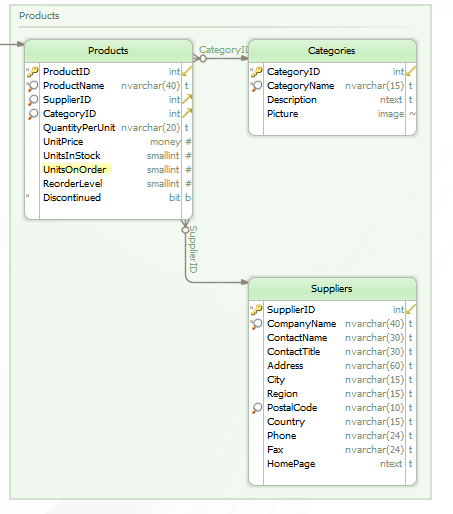 Products
Products
ProductID int
ProductName nvarchar(40) t
SupplierID int
CategoryID int
QuantityPerUnit nvarchar(20) t
UnitPrice money #
UnitsInStock smallint #
UnitsOnOrder smallint #
ReorderLevel smallint #
* Discontinued bit b
CategoryID
Categories
CategoryID int
CategoryName nvarchar(15) t
Description ntext t
Picture image ~
SupplierID
Suppliers
SupplierID int
CompanyName nvarchar(40) t
ContactName nvarchar(30) t
ContactTitle nvarchar(30) t
Address nvarchar(60) t
City nvarchar(15) t
Region nvarchar(15) t
PostalCode nvarchar(10) t
Country nvarchar(15) t
Phone nvarchar(24) t
Fax nvarchar(24) t
HomePage ntext t